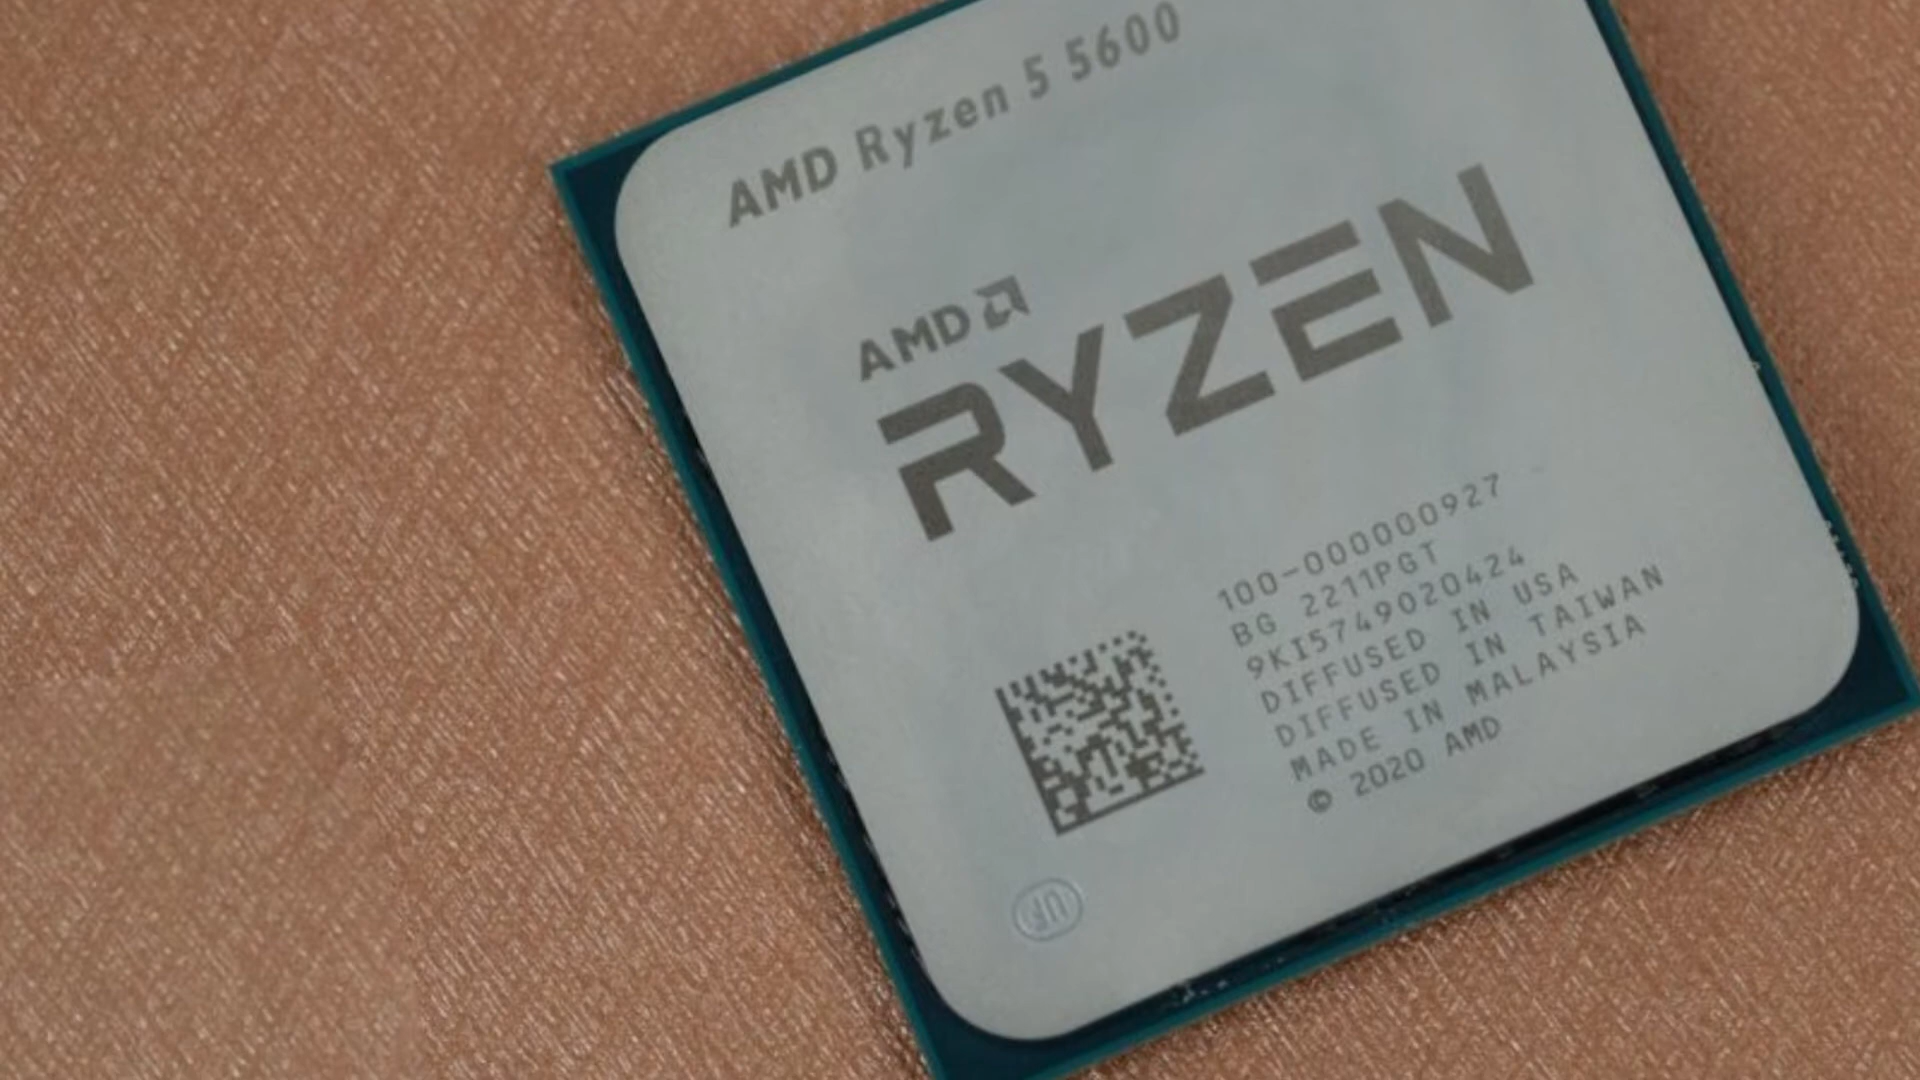 AMD Ryzen 5 5600
AMD
RYZEN
100-000000927
BG 2211PGT
9KI5749020424
DIFFUSED IN USA
DIFFUSED IN TAIWAN
MADE IN MALAYSIA
© 2020 AMD